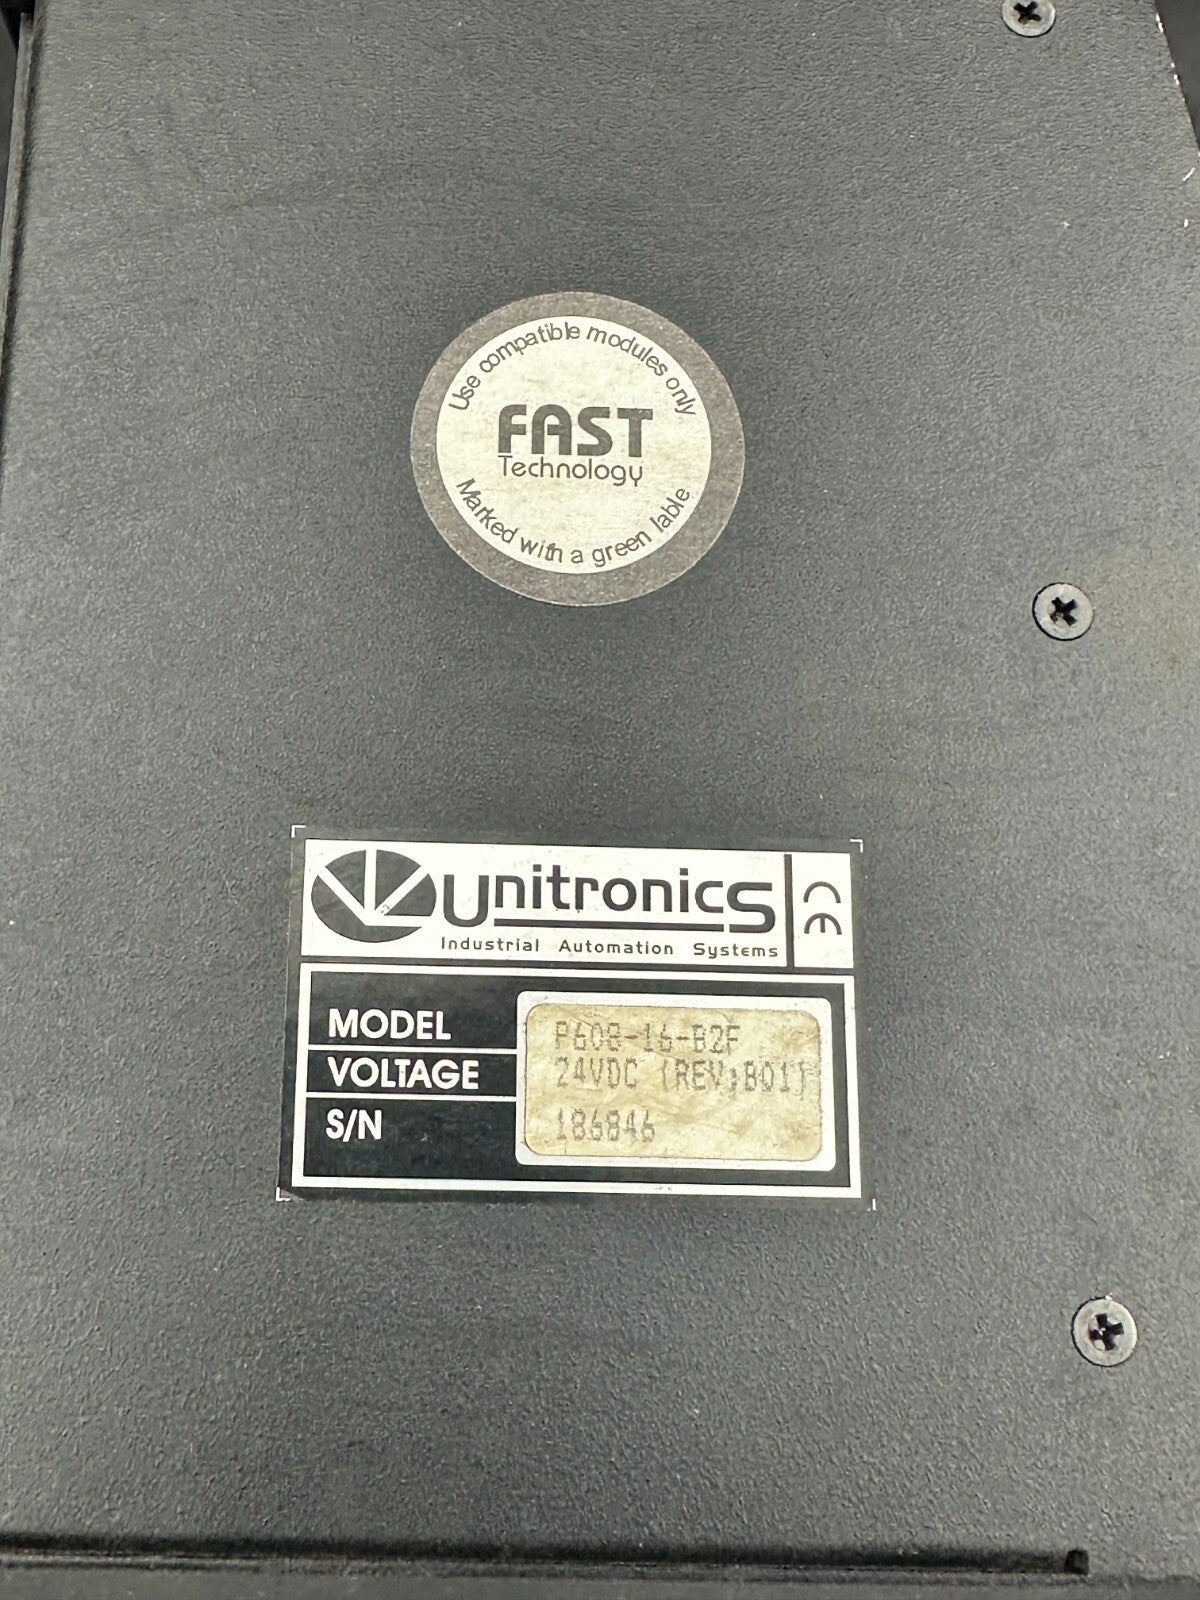 Use compatible modules only
FAST
Technology
Marked with a green lable
unitronics
Industrial Automation Systems
CE
MODEL P608-16-B2F
VOLTAGE 24VDC (REV;B01)
S/N 186846